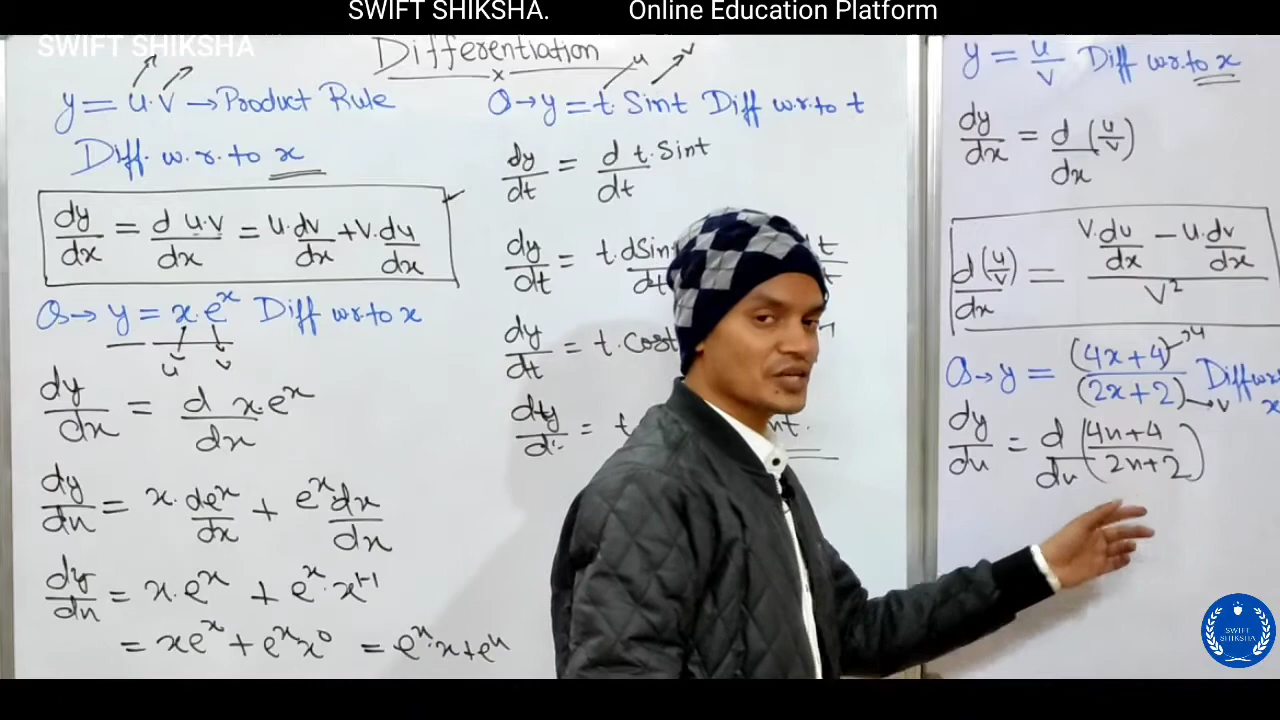 SWIFT SHIKSHA. Online Education Platform
SWIFT SHIKSHA
Differentiation
y = u.v → Product Rule
Diff. w.r.to x
dy/dx = d u.v/dx = u.dv/dx + v.du/dx
Q→ y = x.e^x Diff w.r.to x
u v
dy/dx = d x.e^x/dx
dy/dx = x.de^x/dx + e^x dx/dx
dy/dx = x.e^x + e^x.x^1-1
= xe^x + e^x x^0 = e^x.x+e^x
u v
Q→ y = t. Sint Diff w.r.to t
dy/dt = d t.Sint/dt
dy/dt = t.dSin
dy/dt = t.Cost
dy/dt = t
nt.
y = u/v Diff w.r.to x
dy/dx = d/dx (u/v)
d(u/v)/dx = v.du/dx - u.dv/dx / v²
Q→ y = (4x+4)/(2x+2) Diff w.r.
u
v
x
dy/dx = d/dx (4x+4/2x+2)
SWIFT
SHIKSHA